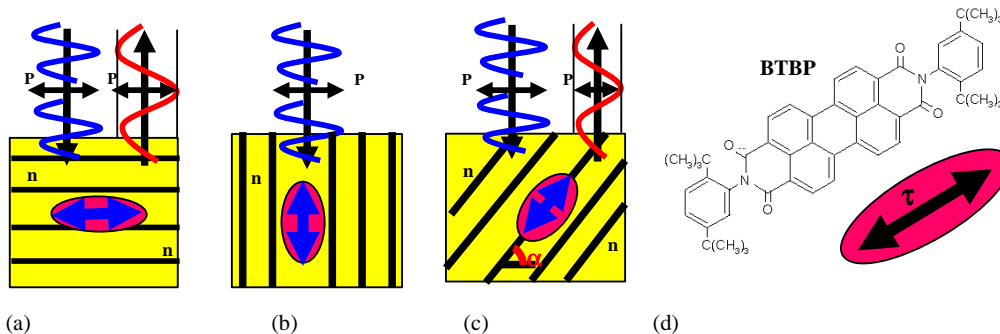 P
P
n
n
(a)
P
n
(b)
P
P
n
n
α
(c)
BTBP
C(CH₃)₃
O
N
O
C(CH₃)₃
O
(CH₃)₃C
N
O
C(CH₃)₃
τ
(d)